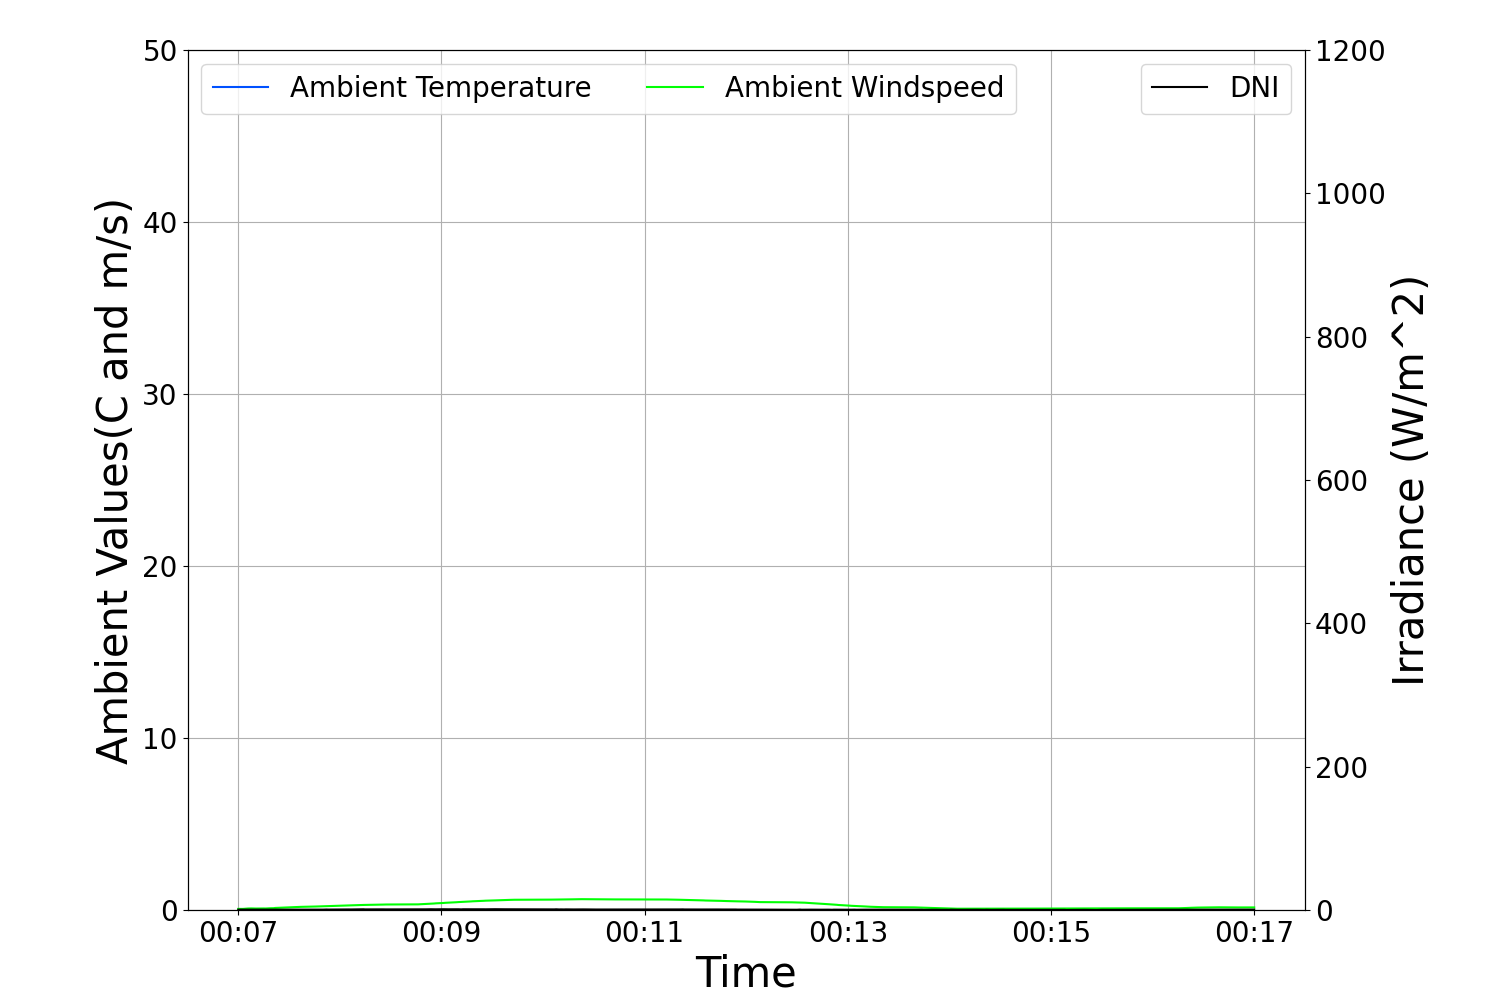 Ambient Temperature
Ambient Windspeed
DNI
50
40
30
20
10
0
Ambient Values(C and m/s)
1200
1000
800
600
400
200
0
Irradiance (W/m^2)
00:07 00:09 00:11 00:13 00:15 00:17
Time